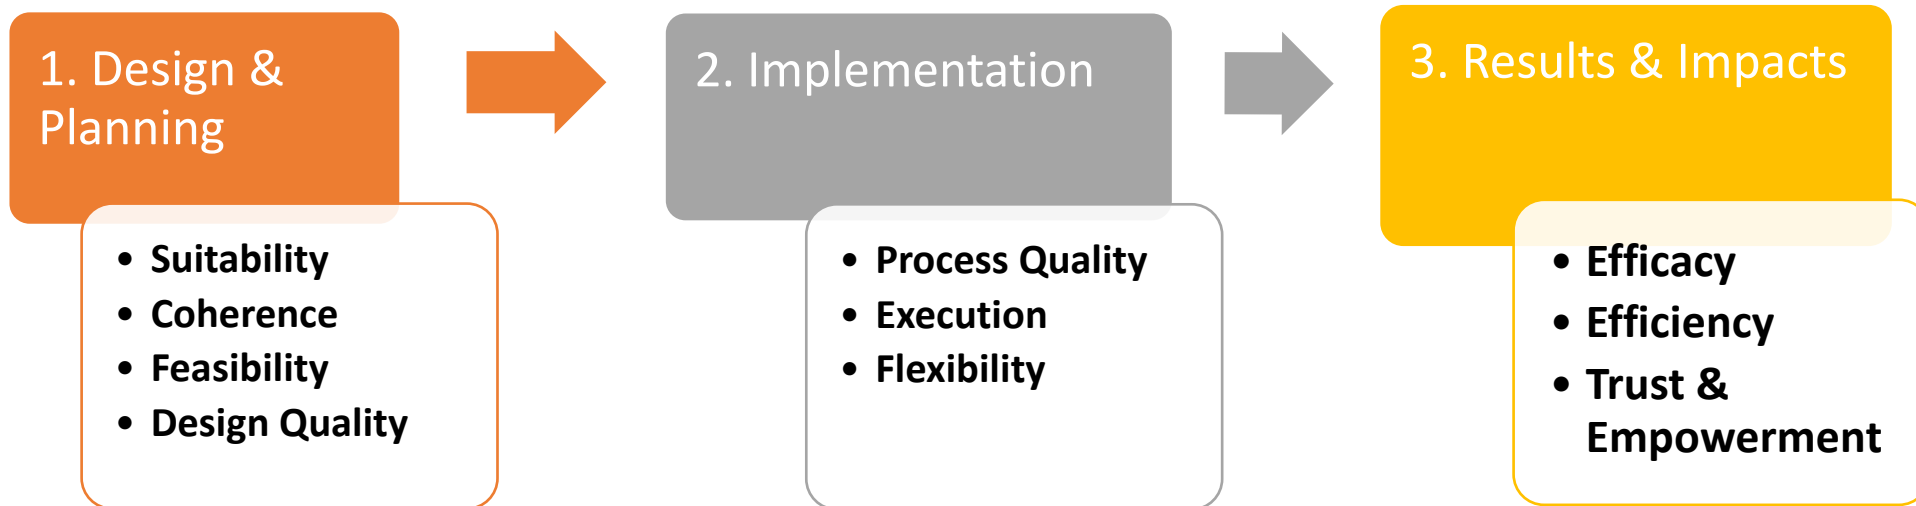 1. Design &
Planning
• Suitability
• Coherence
• Feasibility
• Design Quality
2. Implementation
• Process Quality
• Execution
• Flexibility
3. Results & Impacts
• Efficacy
• Efficiency
• Trust &
Empowerment